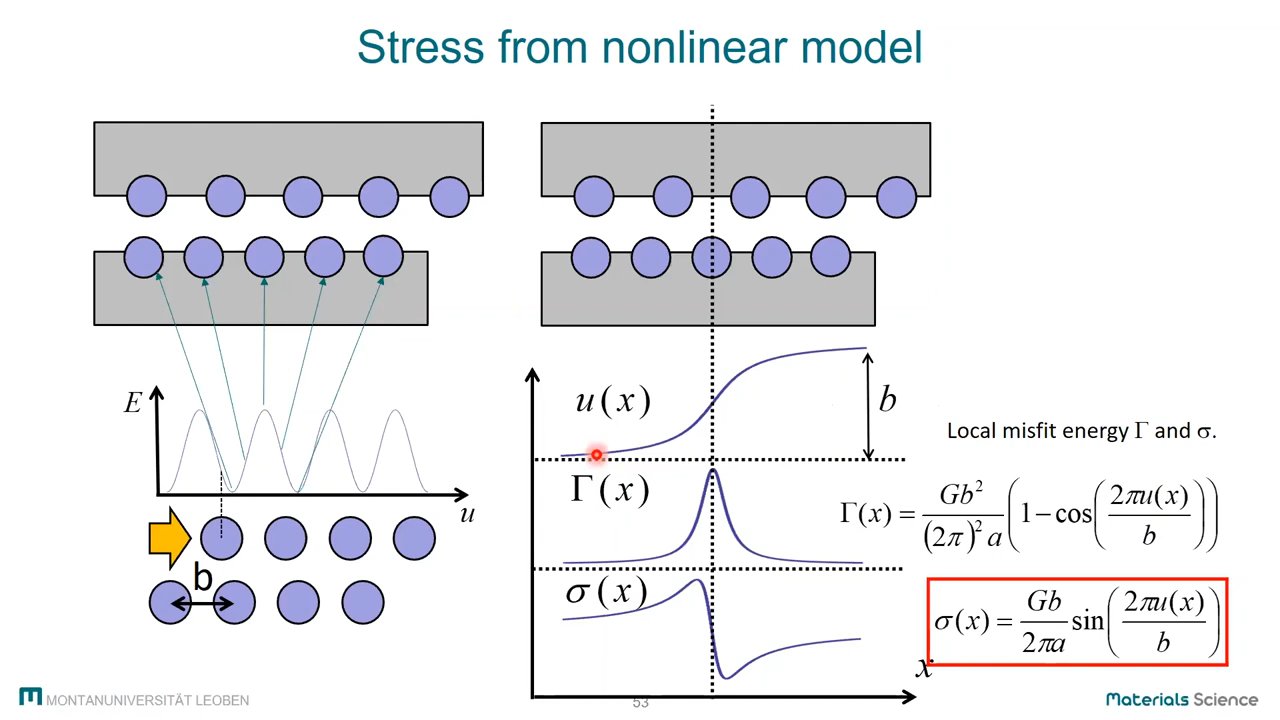 Stress from nonlinear model
E
u
b
u(x)
b
Γ(x)
σ(x)
x
Local misfit energy Γ and σ.
Γ(x) = Gb² / (2π)² a (1 − cos(2πu(x) / b))
σ(x) = Gb / 2πa sin(2πu(x) / b)
MONTANUNIVERSITÄT LEOBEN
53
Materials Science